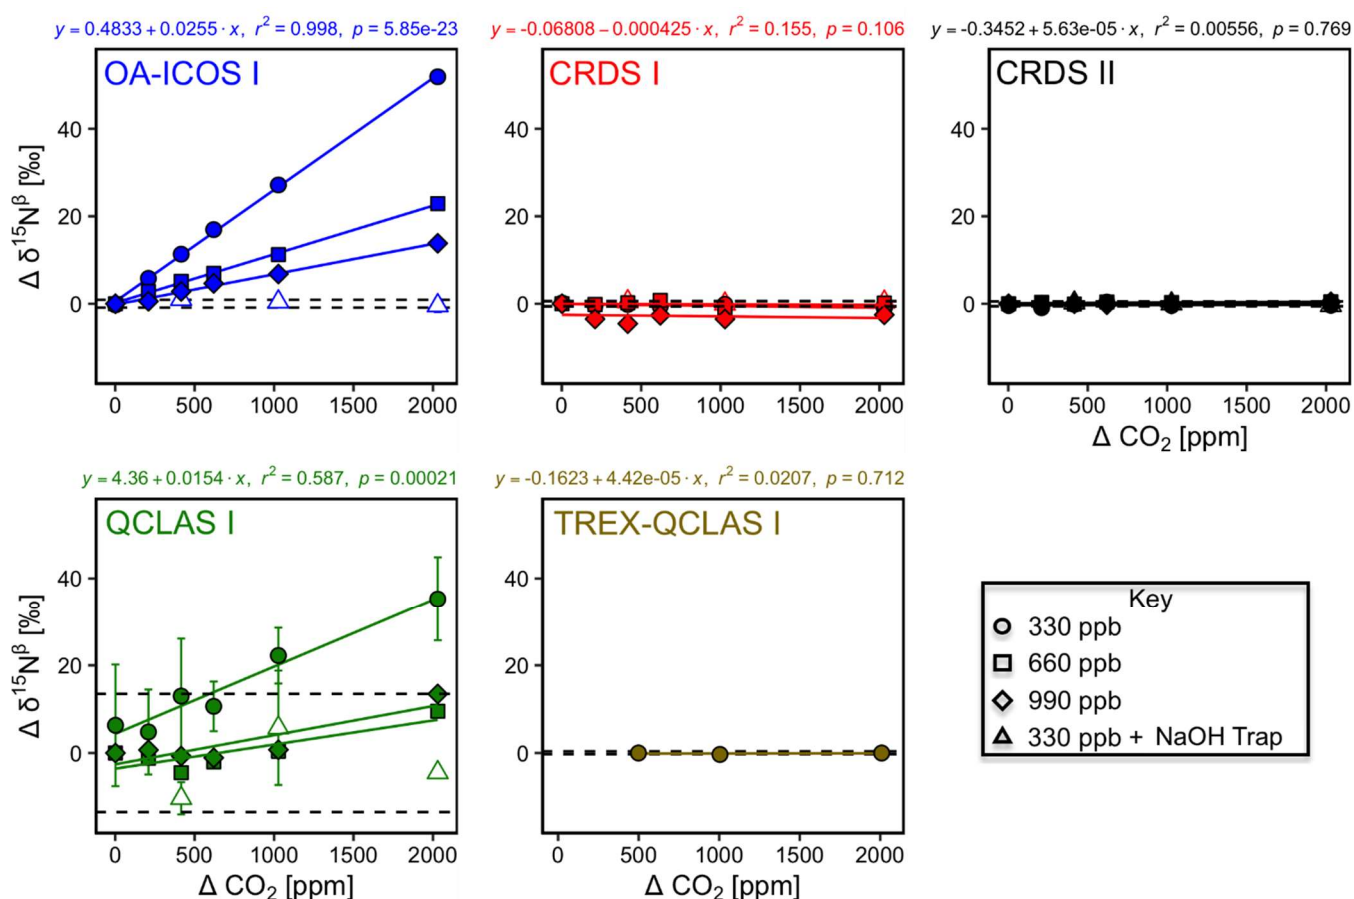 y = 0.4833 + 0.0255 · x, r² = 0.998, p = 5.85e-23
OA-ICOS I
Δ δ¹⁵Nᵝ [‰]
40
20
0
0 500 1000 1500 2000
y = -0.06808 − 0.000425 · x, r² = 0.155, p = 0.106
CRDS I
40
20
0
0 500 1000 1500 2000
y = -0.3452 + 5.63e-05 · x, r² = 0.00556, p = 0.769
CRDS II
40
20
0
0 500 1000 1500 2000
Δ CO₂ [ppm]
y = 4.36 + 0.0154 · x, r² = 0.587, p = 0.00021
QCLAS I
Δ δ¹⁵Nᵝ [‰]
40
20
0
0 500 1000 1500 2000
Δ CO₂ [ppm]
y = -0.1623 + 4.42e-05 · x, r² = 0.0207, p = 0.712
TREX-QCLAS I
40
20
0
0 500 1000 1500 2000
Δ CO₂ [ppm]
Key
330 ppb
660 ppb
990 ppb
330 ppb + NaOH Trap